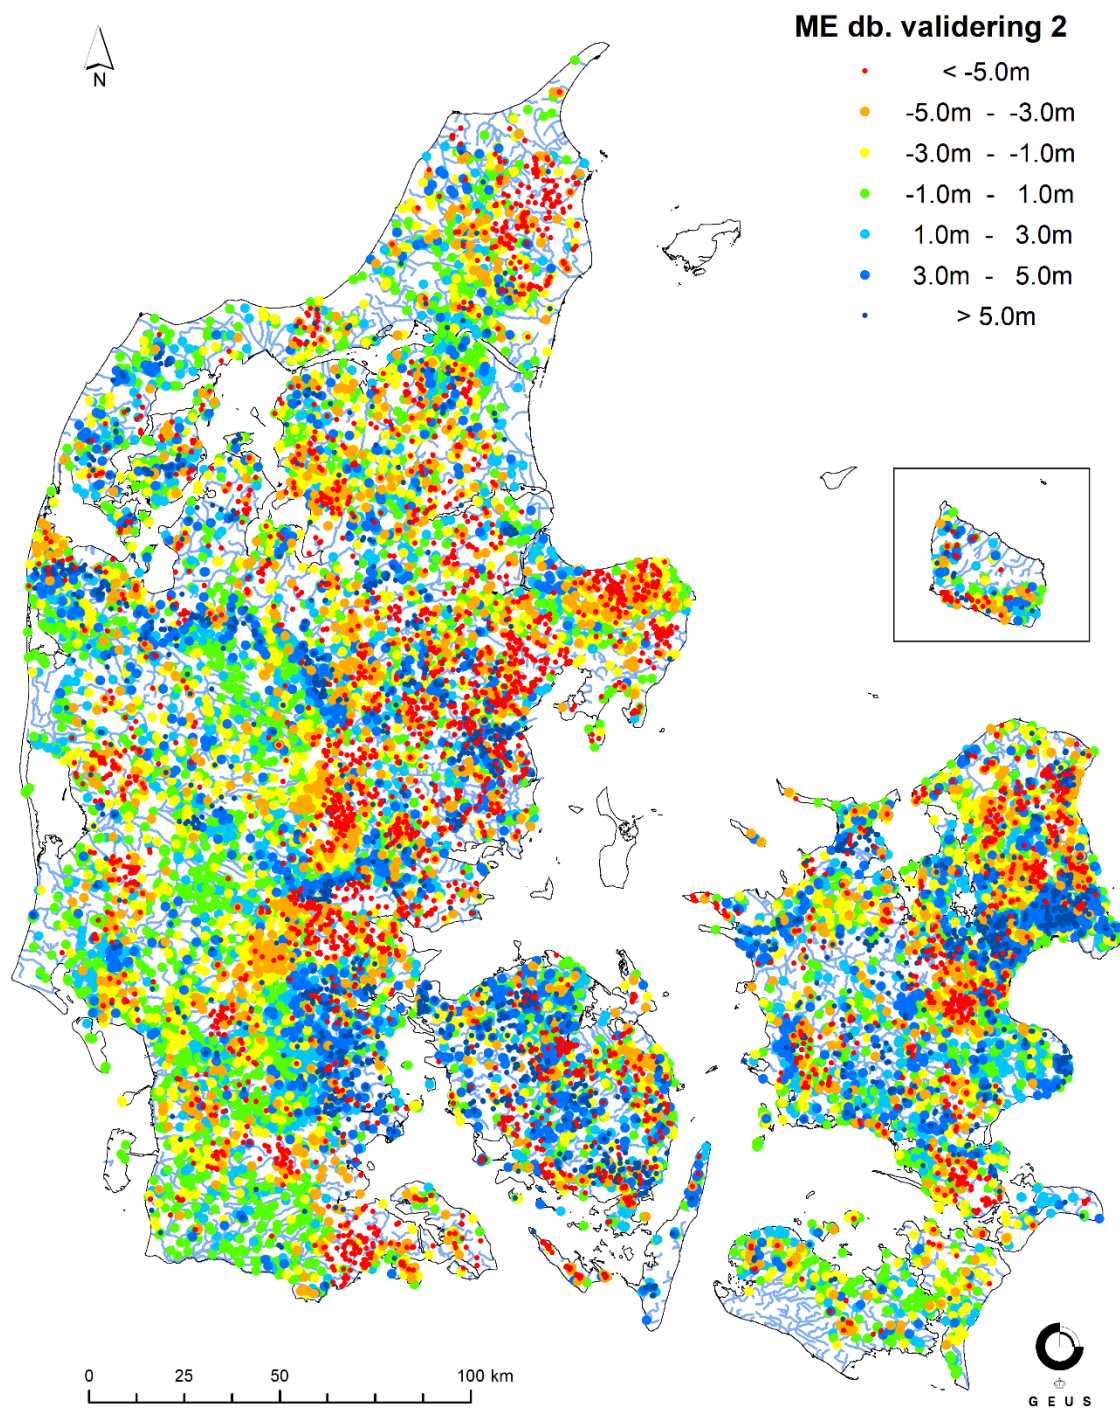 ME db. validering 2
N
< -5.0m
-5.0m - -3.0m
-3.0m - -1.0m
-1.0m - 1.0m
1.0m - 3.0m
3.0m - 5.0m
> 5.0m
0 25 50 100 km
G E U S